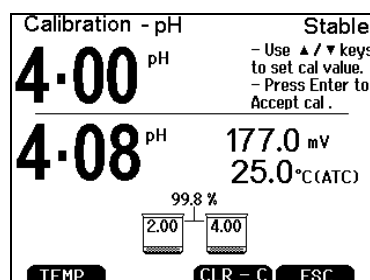 Calibration - pH Stable
4.00 pH
- Use ▲/▼ keys
to set cal value.
- Press Enter to
Accept cal.
4.08 pH
177.0 mV
25.0°C(ATC)
99.8 %
2.00 4.00
TEMP CLR - C ESC